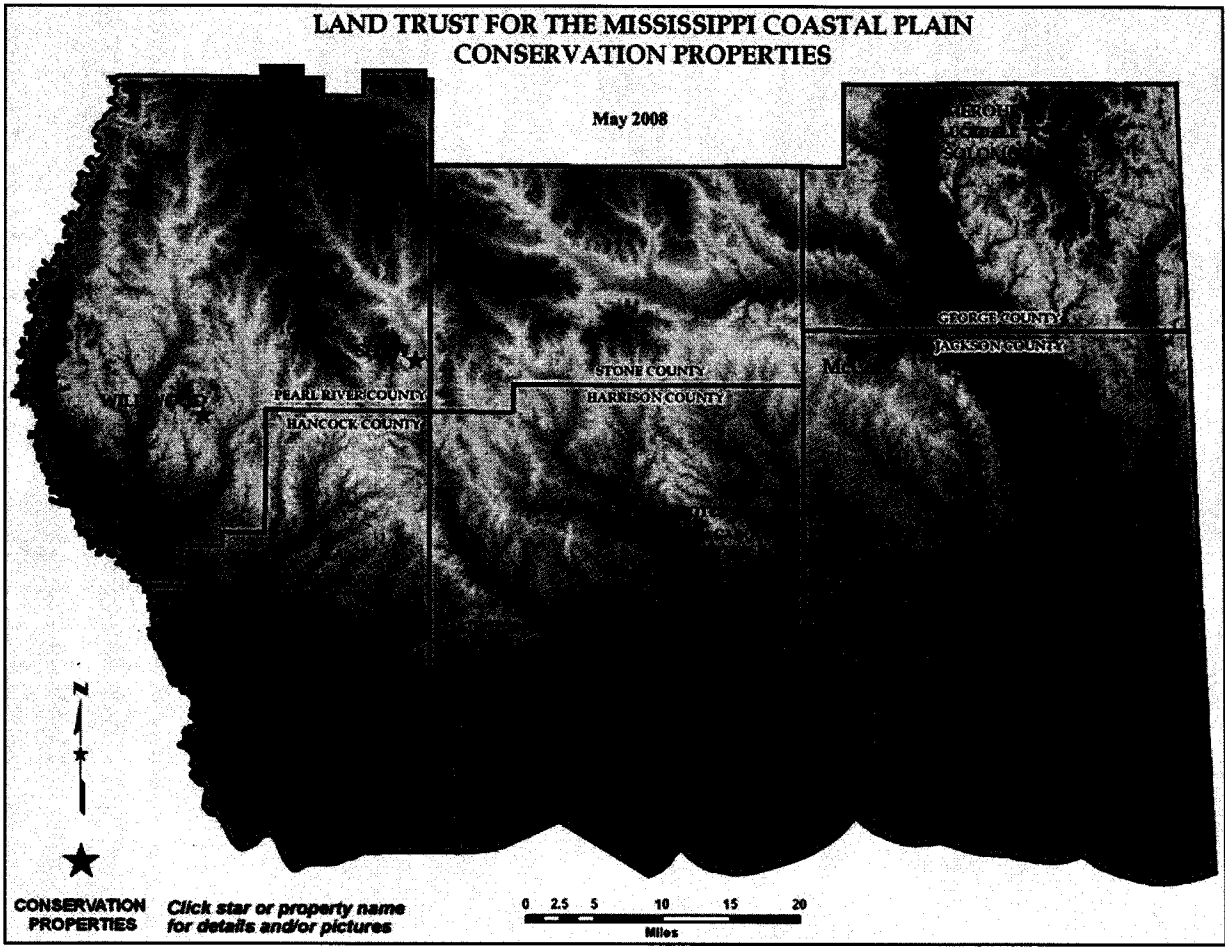 LAND TRUST FOR THE MISSISSIPPI COASTAL PLAIN
CONSERVATION PROPERTIES
May 2008
GEORGE COUNTY
JACKSON COUNTY
STONE COUNTY
HARRISON COUNTY
PEARL RIVER COUNTY
HANCOCK COUNTY
N
CONSERVATION
PROPERTIES
Click star or property name
for details and/or pictures
0 2.5 5 10 15 20
Miles